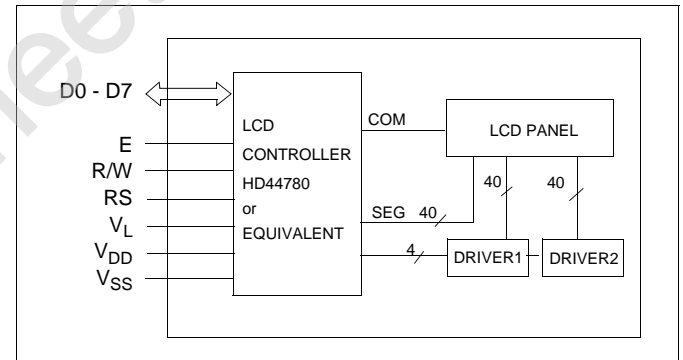 D0 - D7
E
R/W
RS
VL
VDD
VSS
LCD
CONTROLLER
HD44780
or
EQUIVALENT
COM
LCD PANEL
SEG 40
40
40
4
DRIVER1
DRIVER2